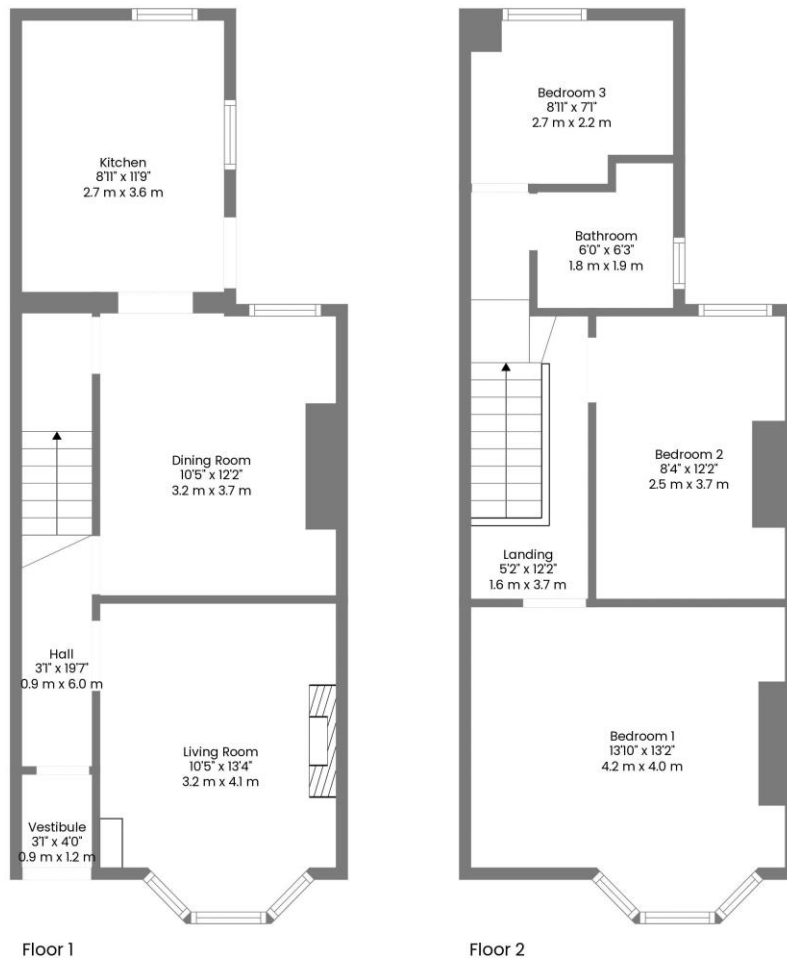 Kitchen
8'11" x 11'9"
2.7 m x 3.6 m
Dining Room
10'5" x 12'2"
3.2 m x 3.7 m
Hall
3'1" x 19'7"
0.9 m x 6.0 m
Living Room
10'5" x 13'4"
3.2 m x 4.1 m
Vestibule
3'1" x 4'0"
0.9 m x 1.2 m
Floor 1
Bedroom 3
8'11" x 7'1"
2.7 m x 2.2 m
Bathroom
6'0" x 6'3"
1.8 m x 1.9 m
Bedroom 2
8'4" x 12'2"
2.5 m x 3.7 m
Landing
5'2" x 12'2"
1.6 m x 3.7 m
Bedroom 1
13'10" x 13'2"
4.2 m x 4.0 m
Floor 2